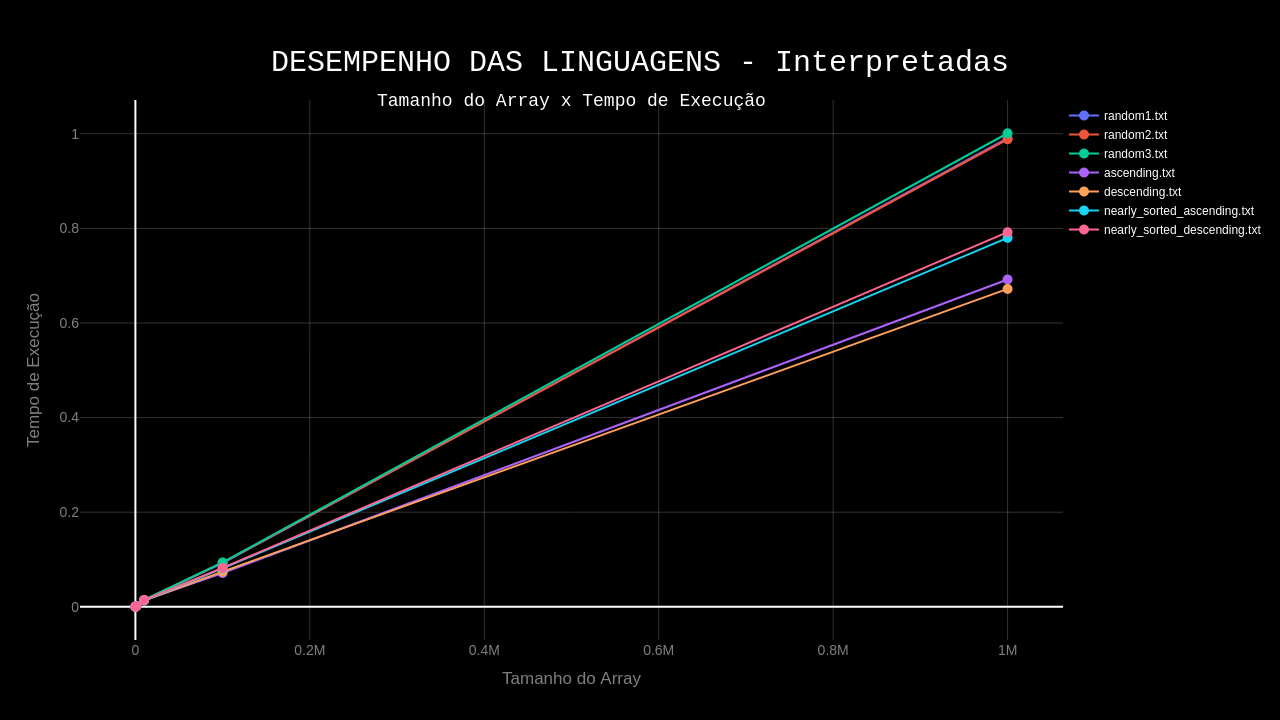 DESEMPENHO DAS LINGUAGENS - Interpretadas
Tamanho do Array x Tempo de Execução
random1.txt
random2.txt
random3.txt
ascending.txt
descending.txt
nearly_sorted_ascending.txt
nearly_sorted_descending.txt
Tempo de Execução
1
0.8
0.6
0.4
0.2
0
0 0.2M 0.4M 0.6M 0.8M 1M
Tamanho do Array